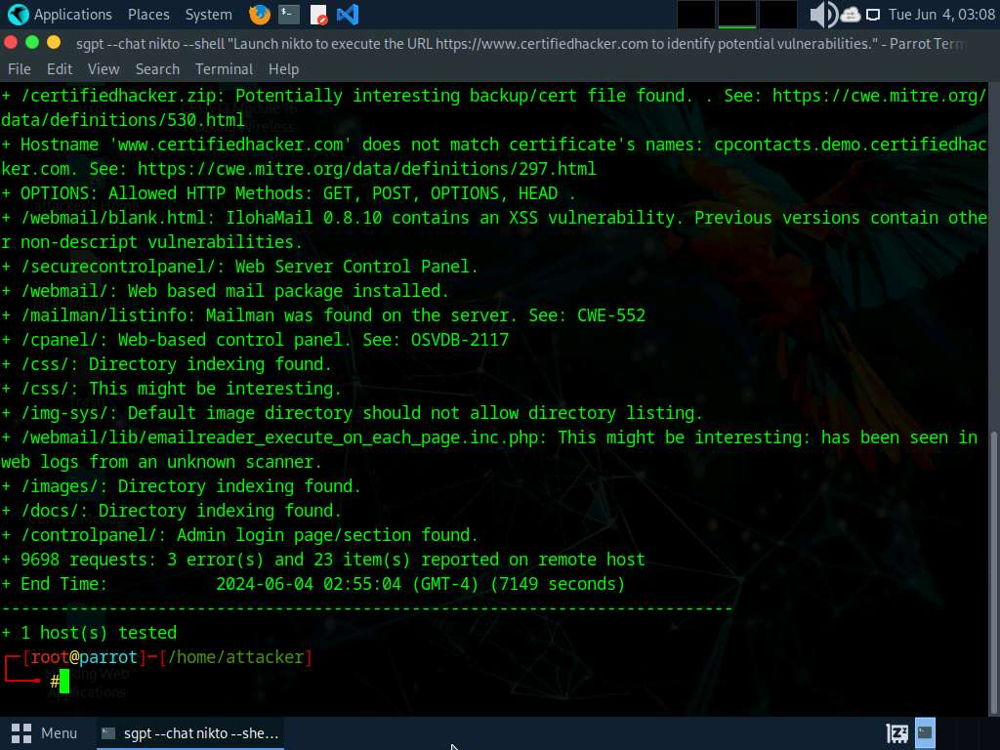 Applications Places System Tue Jun 4, 03:08
sgpt --chat nikto --shell "Launch nikto to execute the URL https://www.certifiedhacker.com to identify potential vulnerabilities." - Parrot Term
File Edit View Search Terminal Help
+ /certifiedhacker.zip: Potentially interesting backup/cert file found. . See: https://cwe.mitre.org/
data/definitions/530.html
+ Hostname 'www.certifiedhacker.com' does not match certificate's names: cpcontacts.demo.certifiedhac
ker.com. See: https://cwe.mitre.org/data/definitions/297.html
+ OPTIONS: Allowed HTTP Methods: GET, POST, OPTIONS, HEAD .
+ /webmail/blank.html: IlohaMail 0.8.10 contains an XSS vulnerability. Previous versions contain othe
r non-descript vulnerabilities.
+ /securecontrolpanel/: Web Server Control Panel.
+ /webmail/: Web based mail package installed.
+ /mailman/listinfo: Mailman was found on the server. See: CWE-552
+ /cpanel/: Web-based control panel. See: OSVDB-2117
+ /css/: Directory indexing found.
+ /css/: This might be interesting.
+ /img-sys/: Default image directory should not allow directory listing.
+ /webmail/lib/emailreader_execute_on_each_page.inc.php: This might be interesting: has been seen in
web logs from an unknown scanner.
+ /images/: Directory indexing found.
+ /docs/: Directory indexing found.
+ /controlpanel/: Admin login page/section found.
+ 9698 requests: 3 error(s) and 23 item(s) reported on remote host
+ End Time: 2024-06-04 02:55:04 (GMT-4) (7149 seconds)
---------------------------------------------------------------------------
+ 1 host(s) tested
┌─[root@parrot]─[/home/attacker]
└──╼ #
Menu sgpt --chat nikto --she...